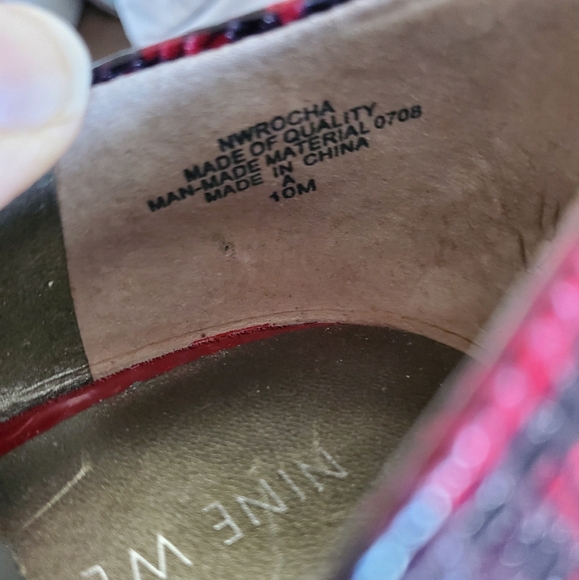 NWROCHA
MADE OF QUALITY
MAN-MADE MATERIAL 0708
MADE IN CHINA
A
10M
NINE WE